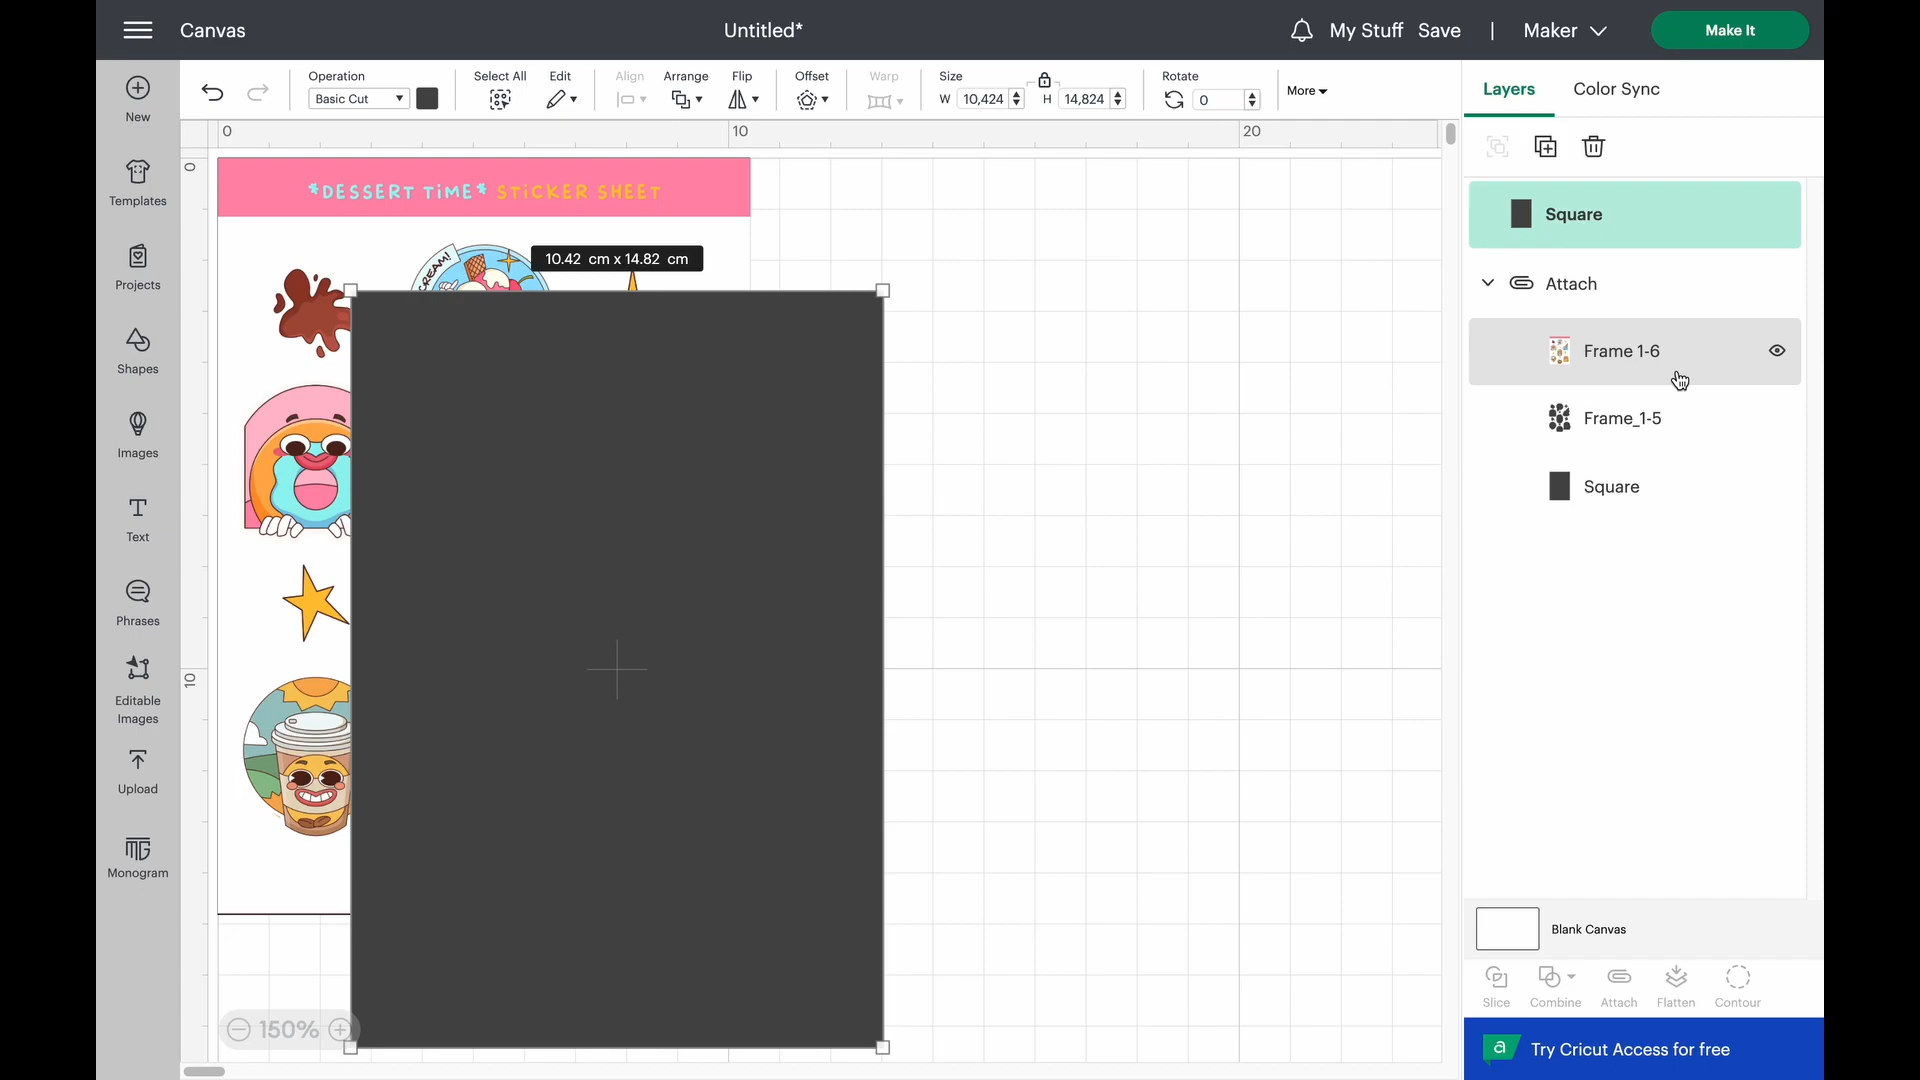 Canvas
Untitled*
My Stuff
Save
|
Maker
Make It
New
Templates
Projects
Shapes
Images
Text
Phrases
Editable
Images
Upload
Monogram
Operation
Basic Cut
Select All
Edit
Align
Arrange
Flip
Offset
Warp
Size
W 10,424
H 14,824
Rotate
0
More
0
10
20
0
10
*DESSERT TiME* STiCKER SHEET
CREAM!
10.42 cm x 14.82 cm
150%
Layers
Color Sync
Square
Attach
Frame 1-6
Frame_1-5
Square
Blank Canvas
Slice
Combine
Attach
Flatten
Contour
a
Try Cricut Access for free